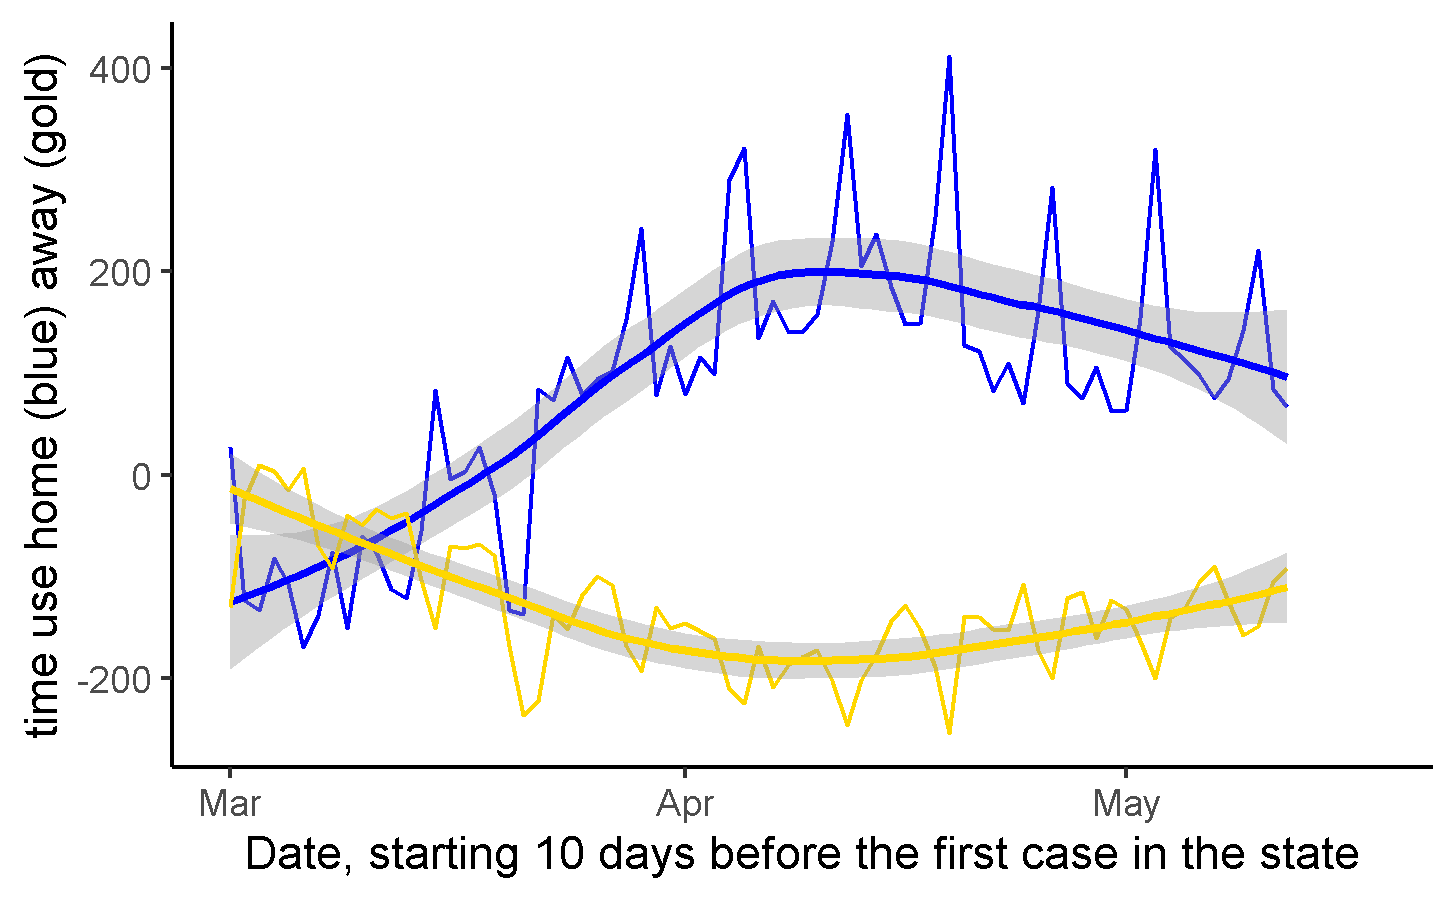 time use home (blue) away (gold)
400
200
0
-200
Mar
Apr
May
Date, starting 10 days before the first case in the state